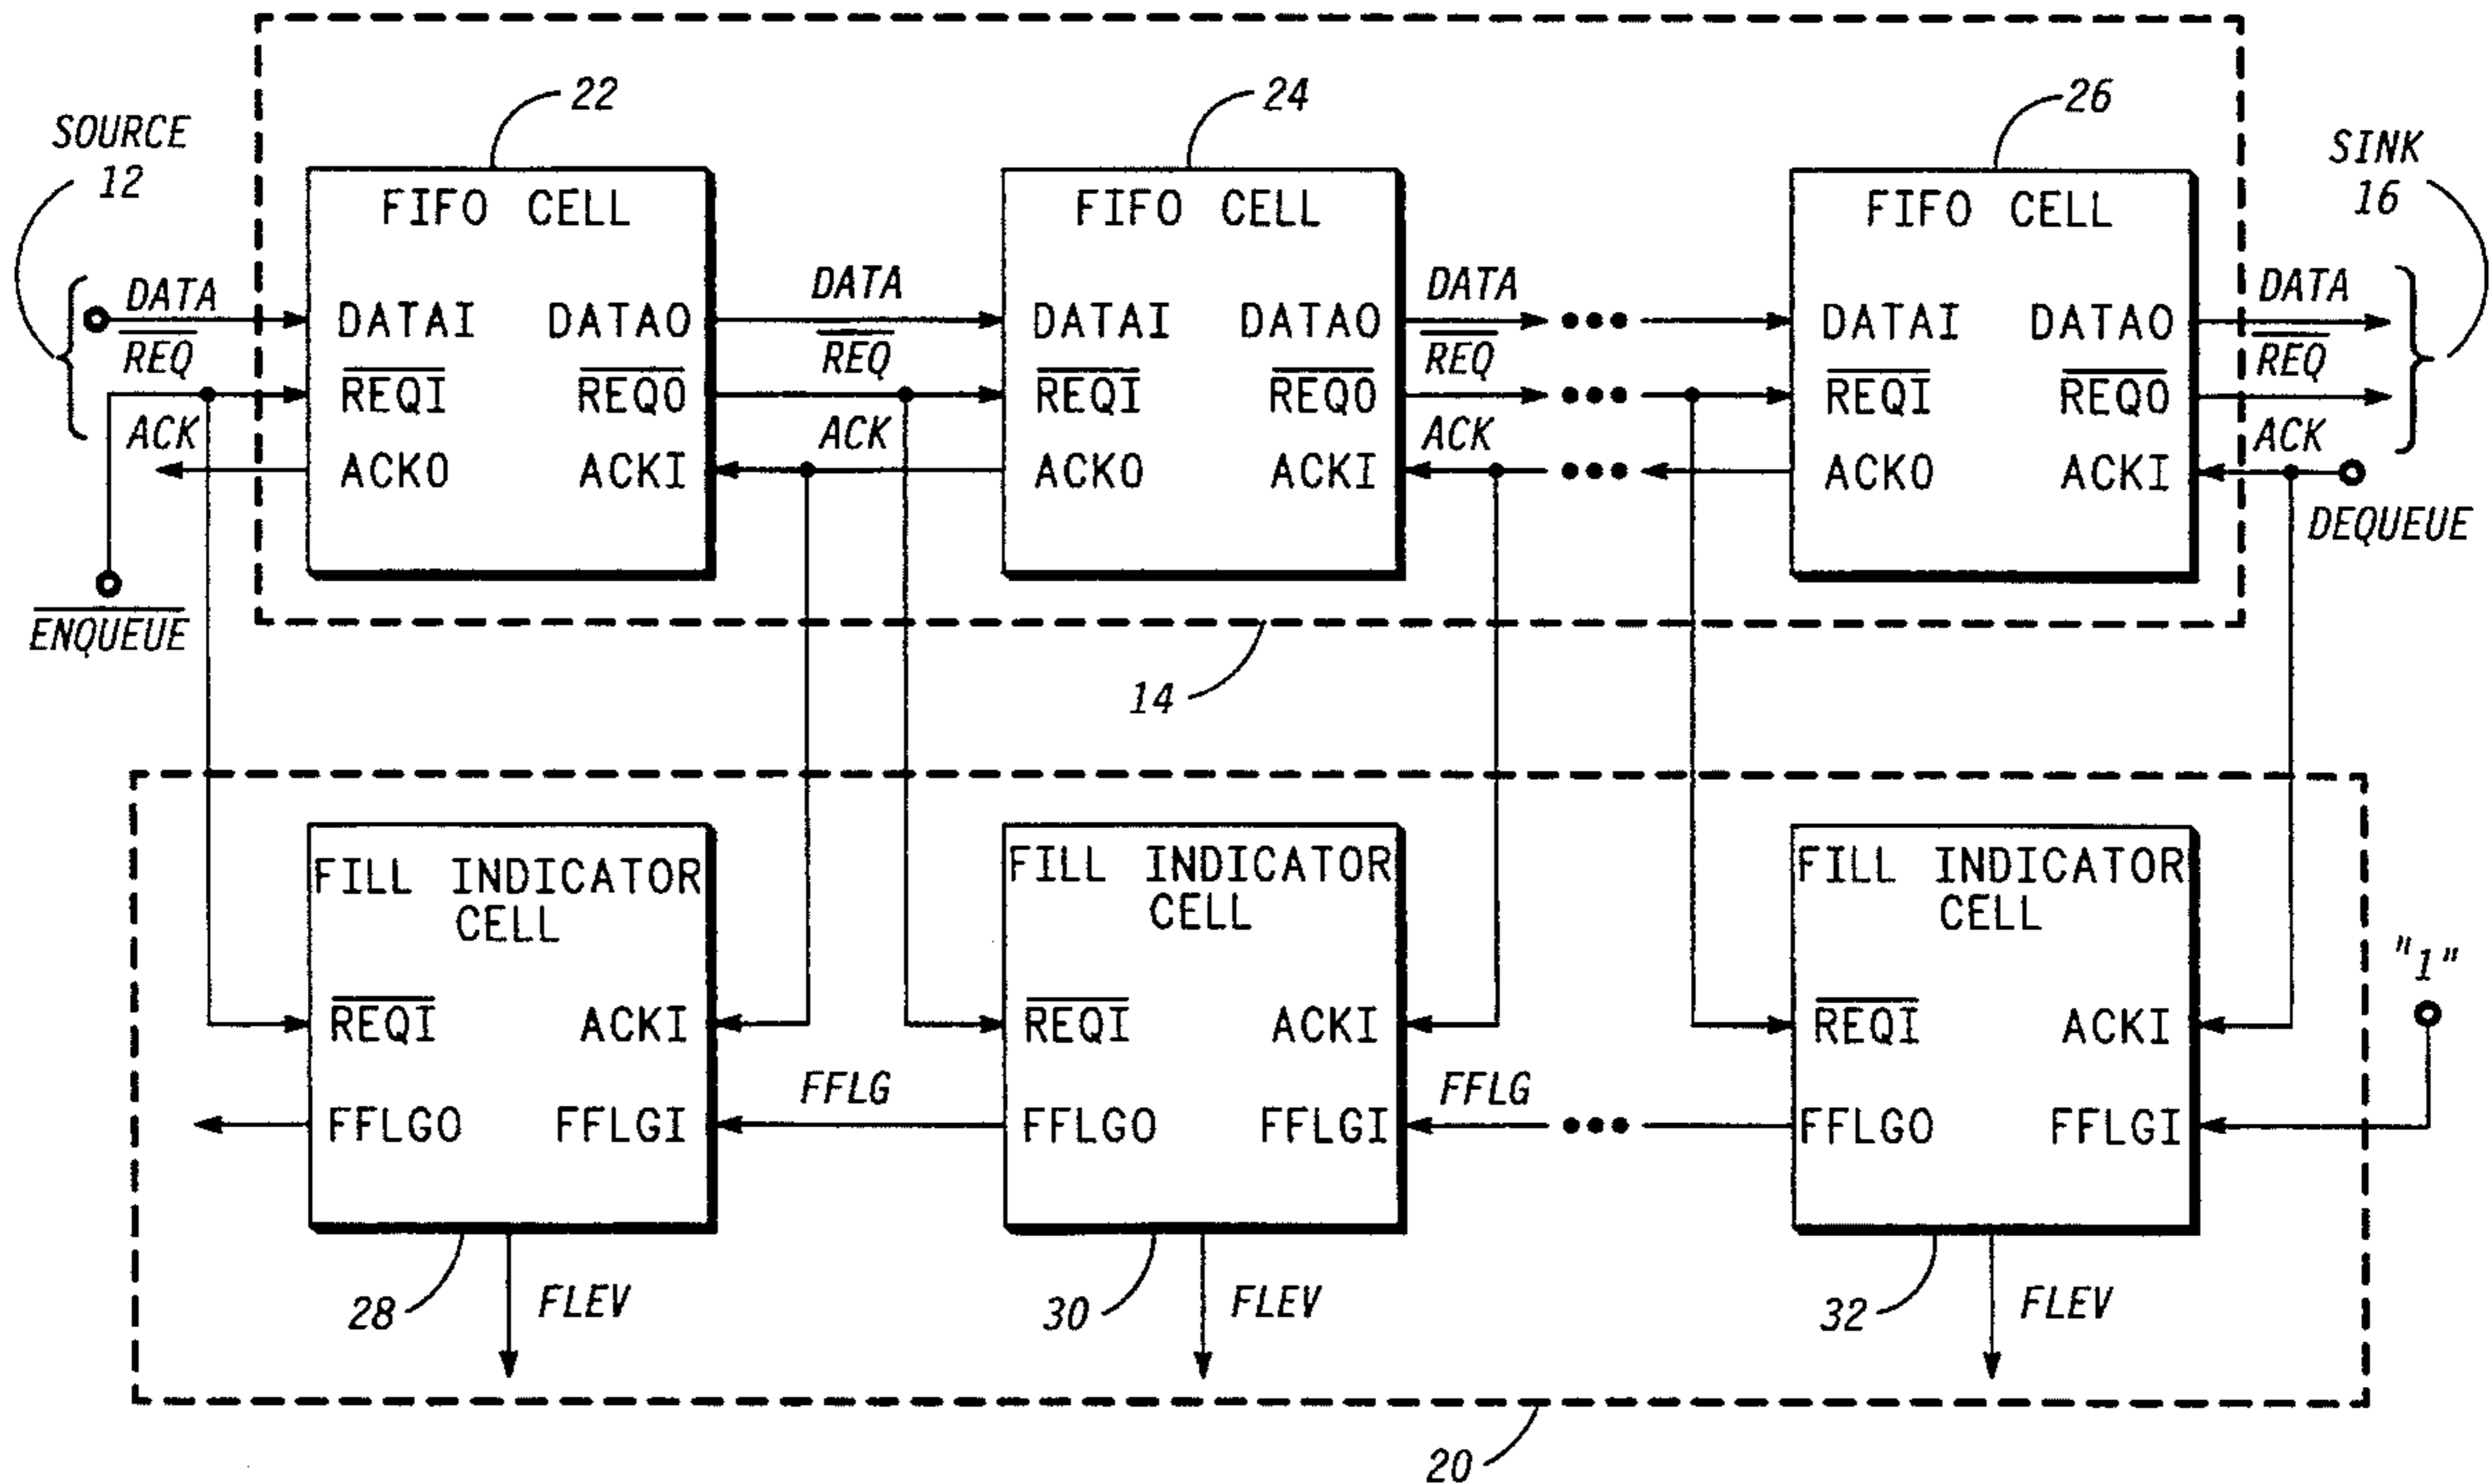 22
24
26
SOURCE
12
SINK
16
FIFO CELL
FIFO CELL
FIFO CELL
DATA
DATAI
DATAO
DATA
DATAI
DATAO
DATA
DATAI
DATAO
DATA
REQ
REQI
REQO
REQ
REQI
REQO
REQ
REQI
REQO
REQ
ACK
ACKO
ACKI
ACK
ACKO
ACKI
ACK
ACKO
ACKI
ACK
DEQUEUE
ENQUEUE
14
FILL INDICATOR
CELL
FILL INDICATOR
CELL
FILL INDICATOR
CELL
"1"
REQI
ACKI
REQI
ACKI
REQI
ACKI
FFLGO
FFLGI
FFLG
FFLGO
FFLGI
FFLG
FFLGO
FFLGI
28
FLEV
30
FLEV
32
FLEV
20